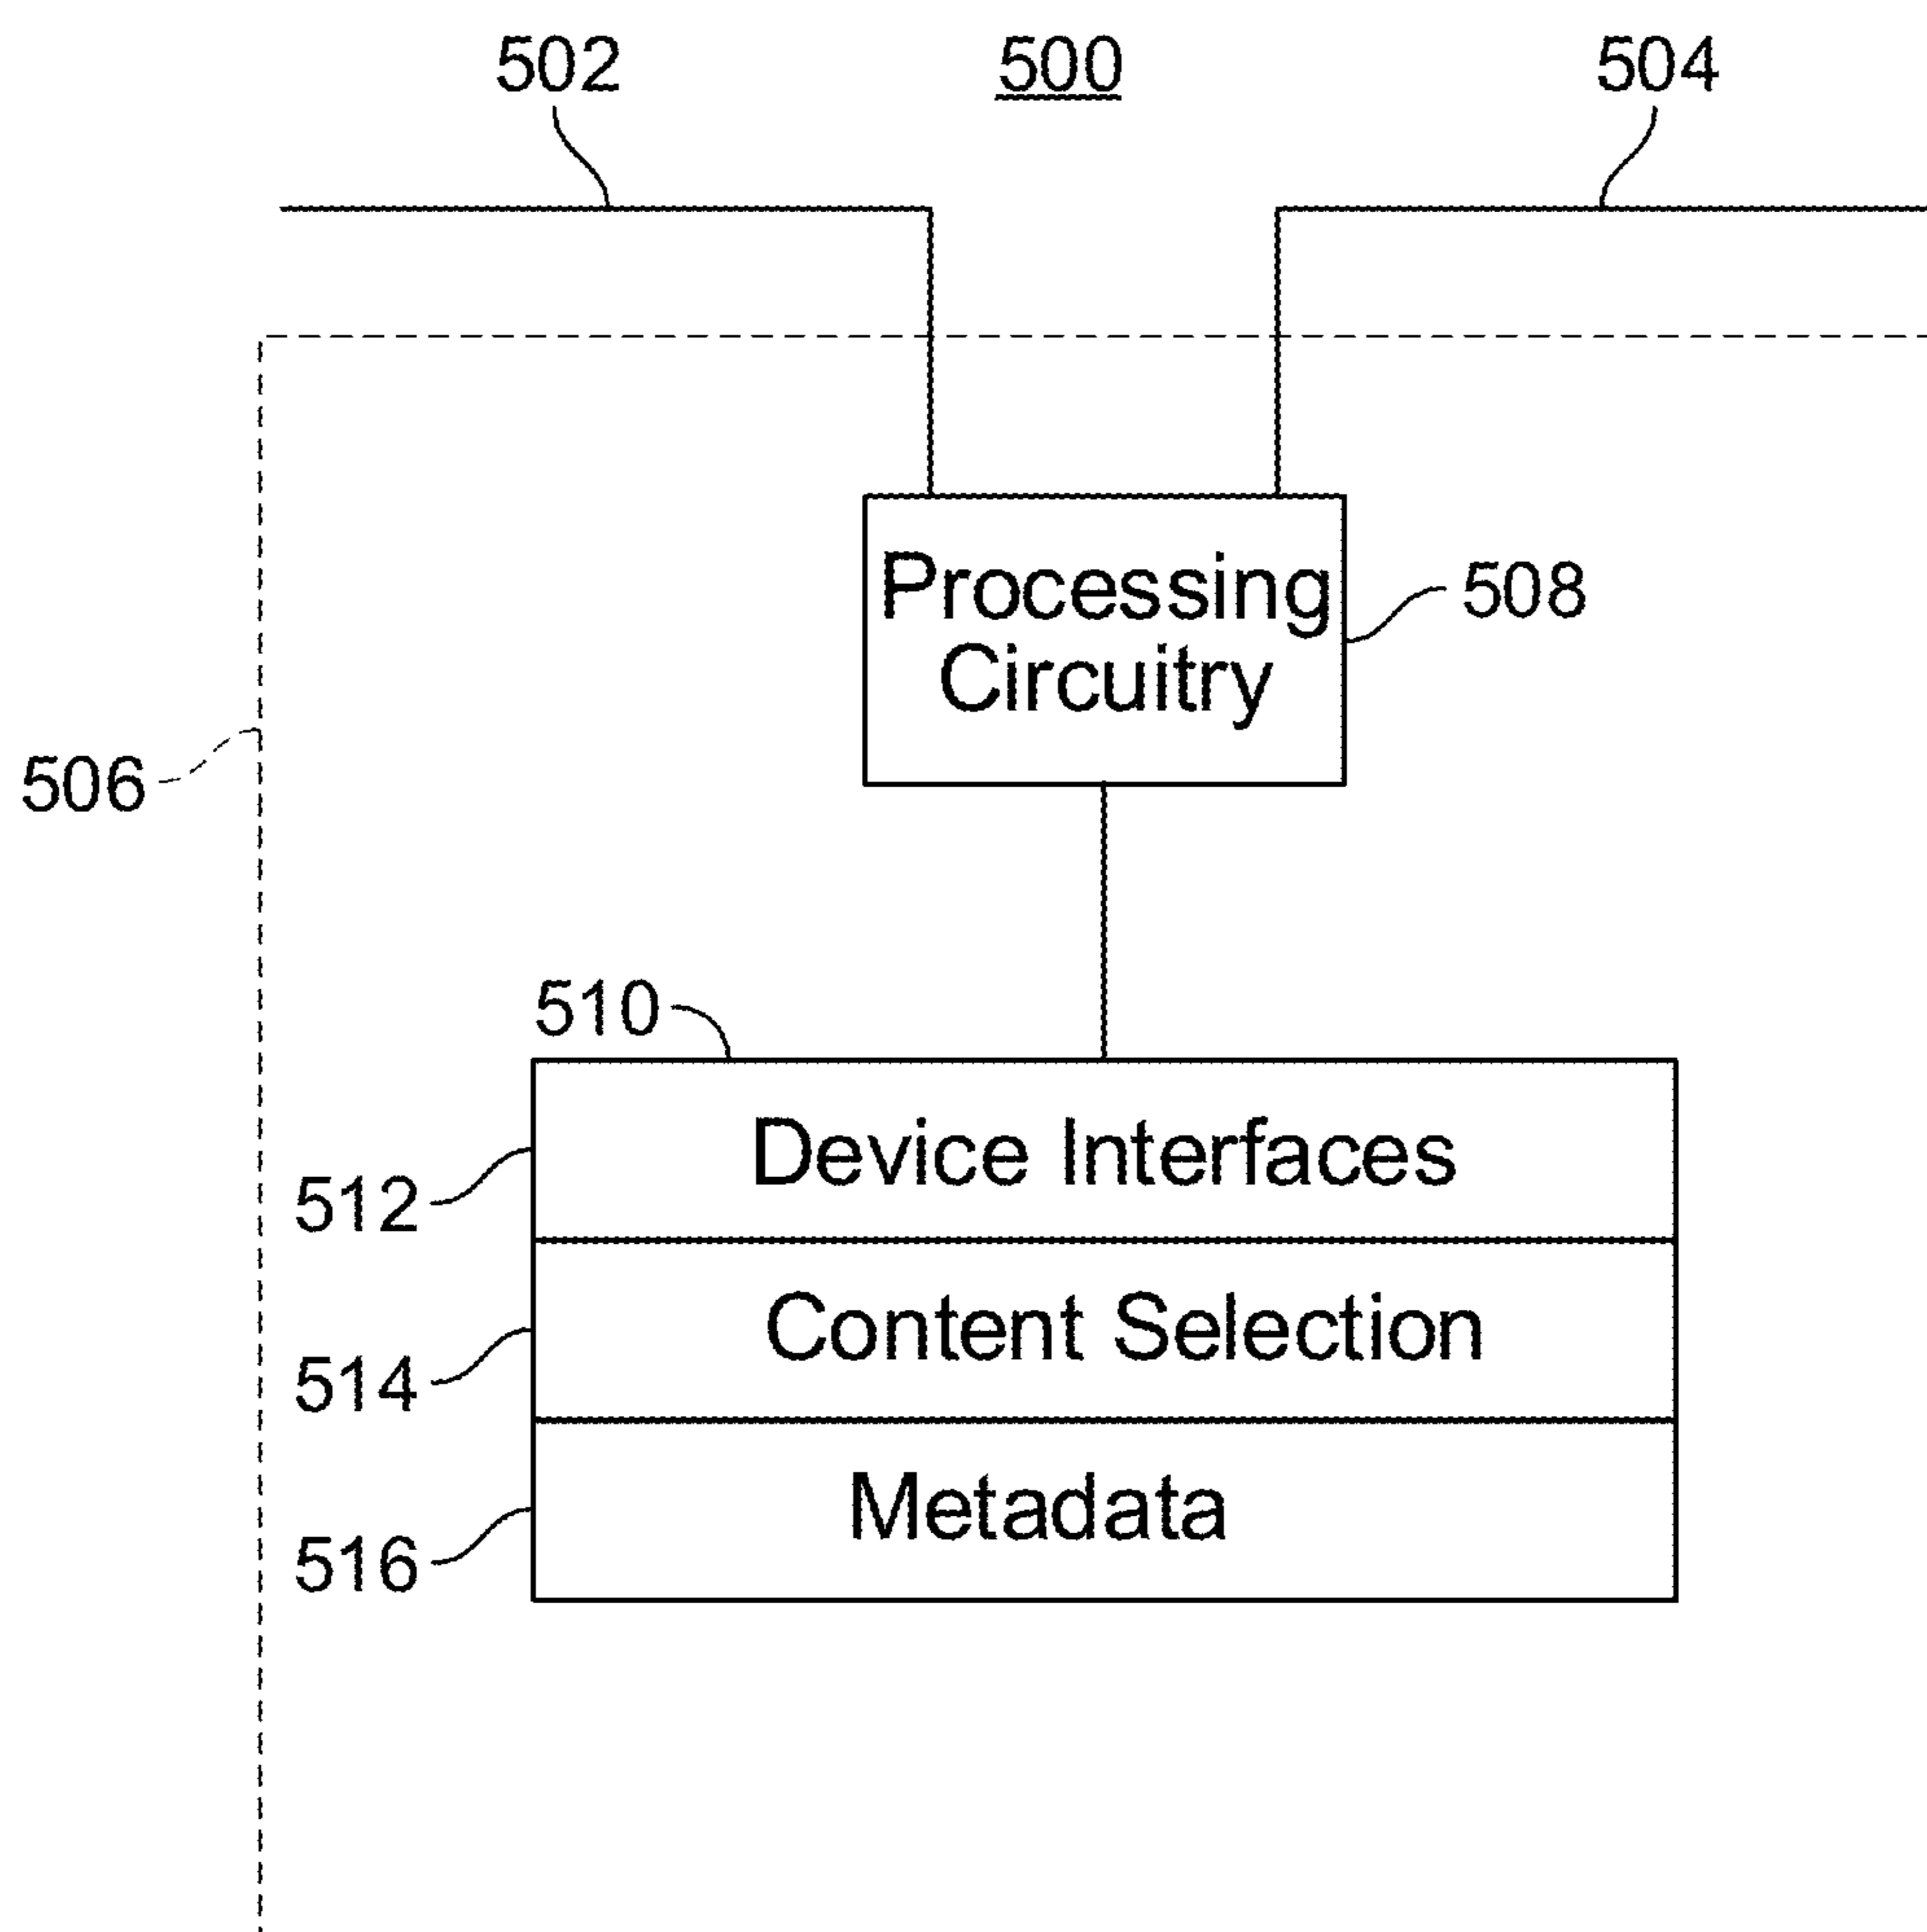 502
500
504
Processing
Circuitry
508
506
510
Device Interfaces
512
Content Selection
514
Metadata
516